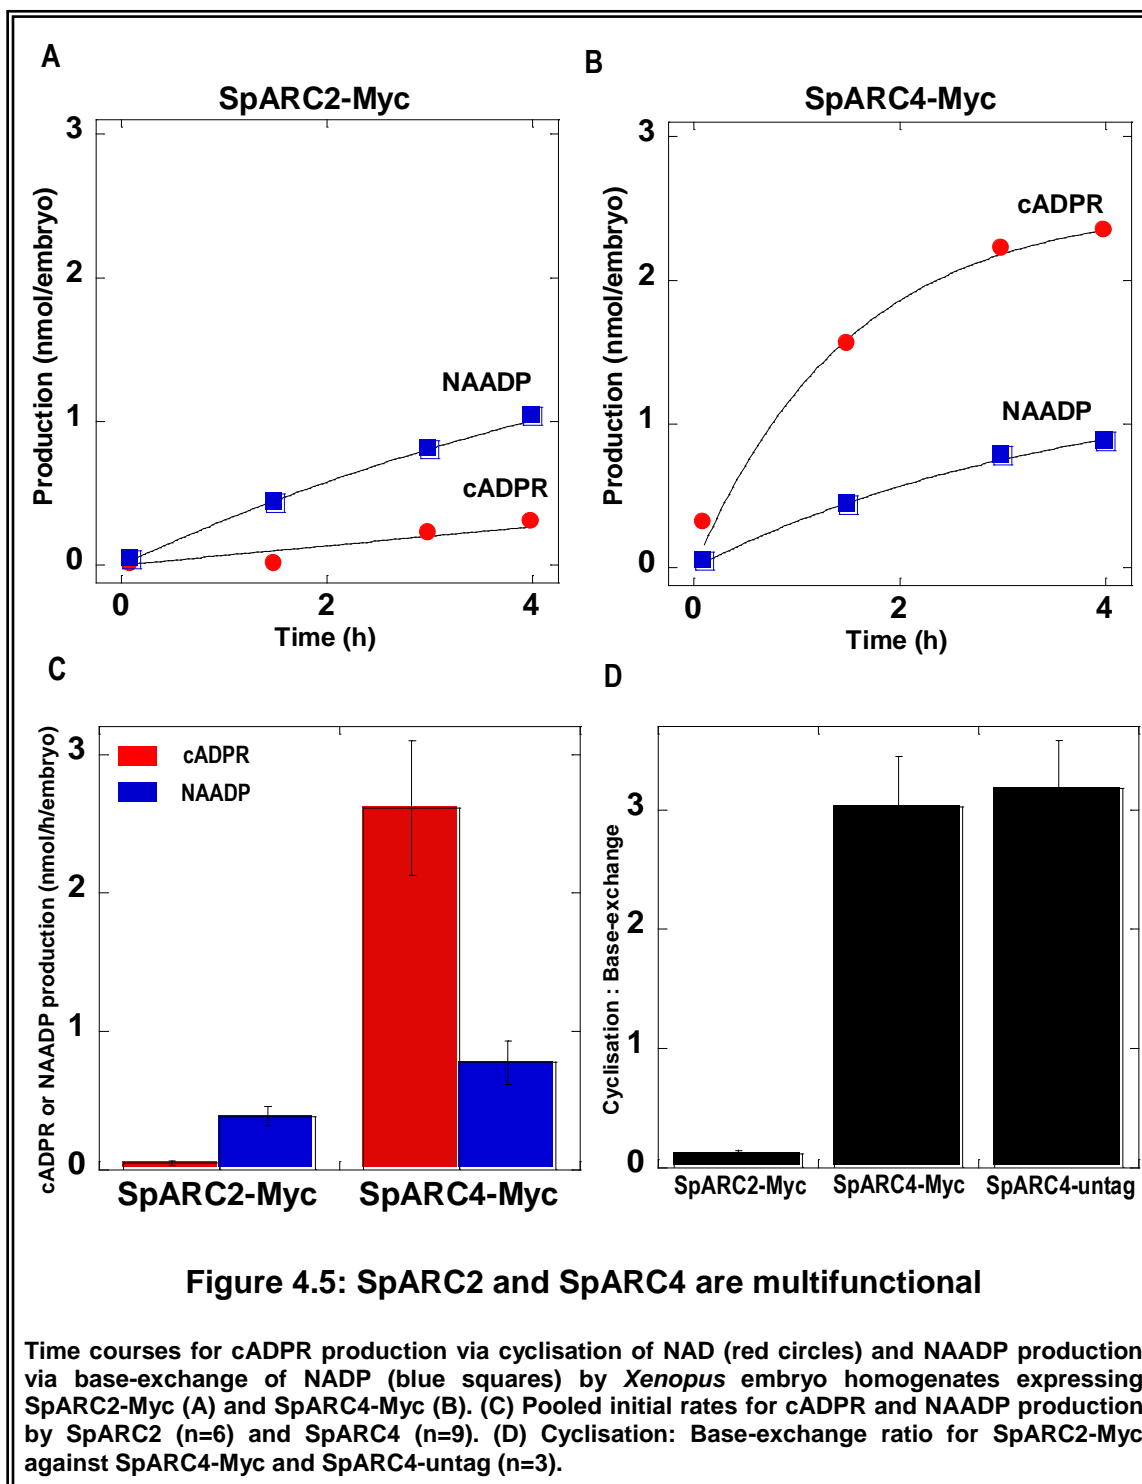 A
SpARC2-Myc
3
2
1
0
0
2
4
Production (nmol/embryo)
Time (h)
NAADP
cADPR
B
SpARC4-Myc
3
2
1
0
0
2
4
Production (nmol/embryo)
Time (h)
cADPR
NAADP
C
cADPR
NAADP
3
2
1
0
cADPR or NAADP production (nmol/h/embryo)
SpARC2-Myc
SpARC4-Myc
D
3
2
1
0
Cyclisation : Base-exchange
SpARC2-Myc
SpARC4-Myc
SpARC4-untag
Figure 4.5: SpARC2 and SpARC4 are multifunctional
Time courses for cADPR production via cyclisation of NAD (red circles) and NAADP production
via base-exchange of NADP (blue squares) by Xenopus embryo homogenates expressing
SpARC2-Myc (A) and SpARC4-Myc (B). (C) Pooled initial rates for cADPR and NAADP production
by SpARC2 (n=6) and SpARC4 (n=9). (D) Cyclisation: Base-exchange ratio for SpARC2-Myc
against SpARC4-Myc and SpARC4-untag (n=3).